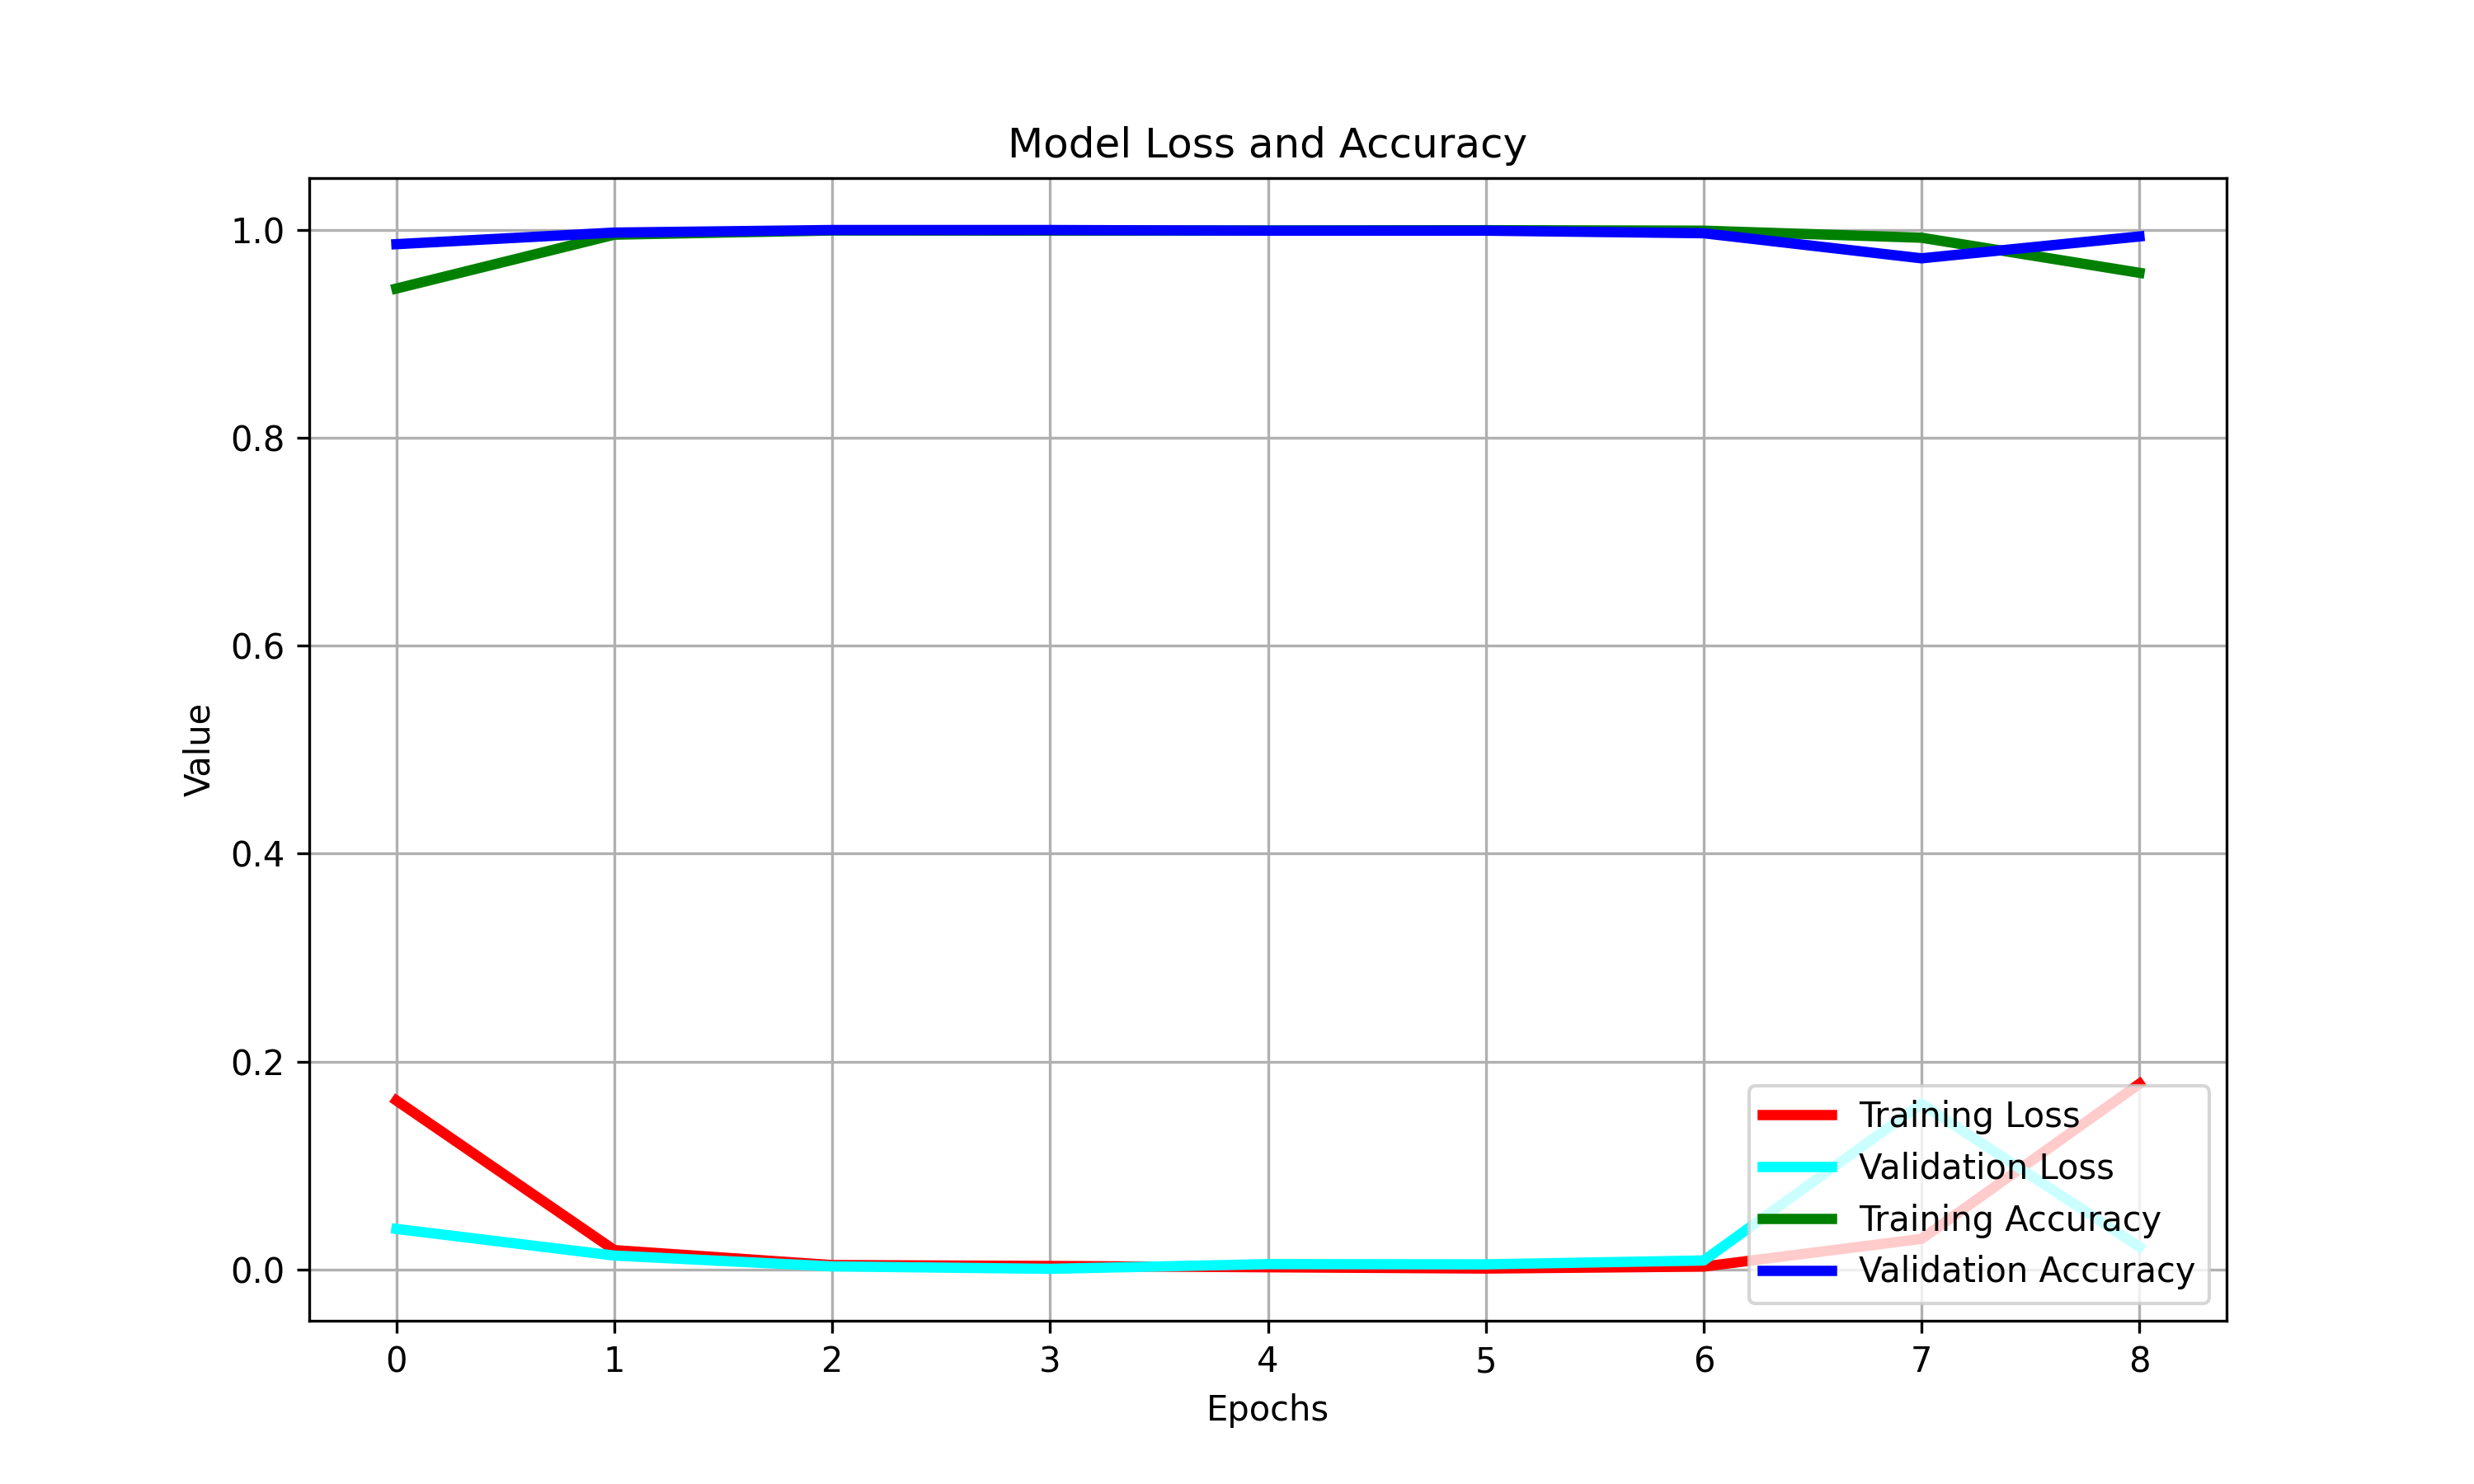 Model Loss and Accuracy
1.0
0.8
0.6
0.4
0.2
0.0
Value
Training Loss
Validation Loss
Training Accuracy
Validation Accuracy
0 1 2 3 4 5 6 7 8
Epochs